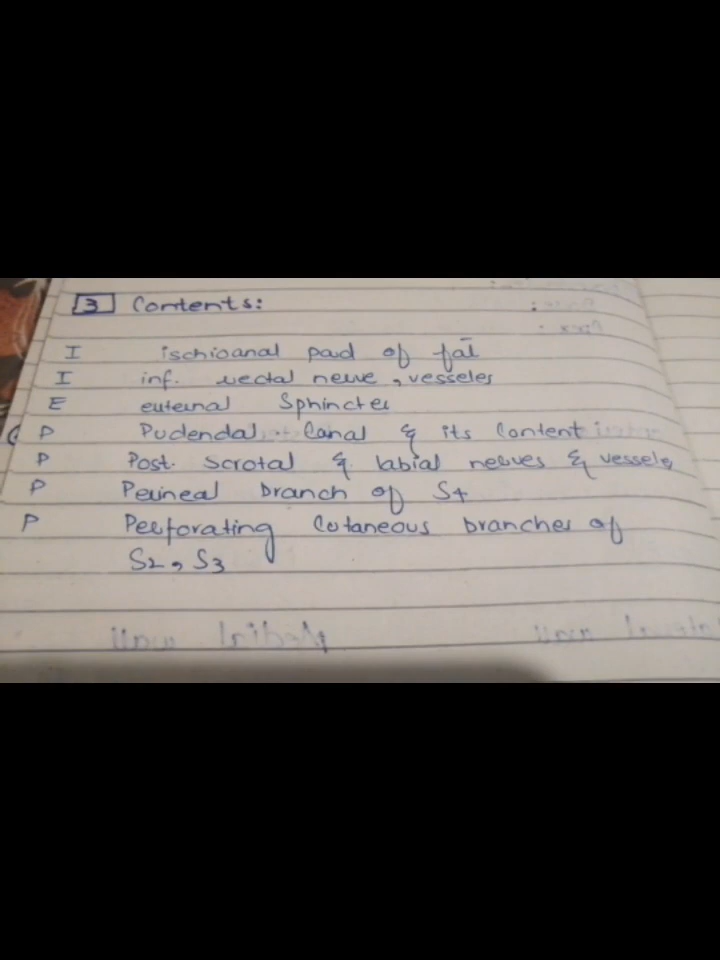 3 Contents:
I ischioanal pad of fat
I inf. rectal nerve, vesseles
E external Sphincter
P Pudendal Canal & its Content
P Post. Scrotal & labial nerves & vessels
P Perineal branch of S4
P Perforating Cutaneous branches of
S2, S3